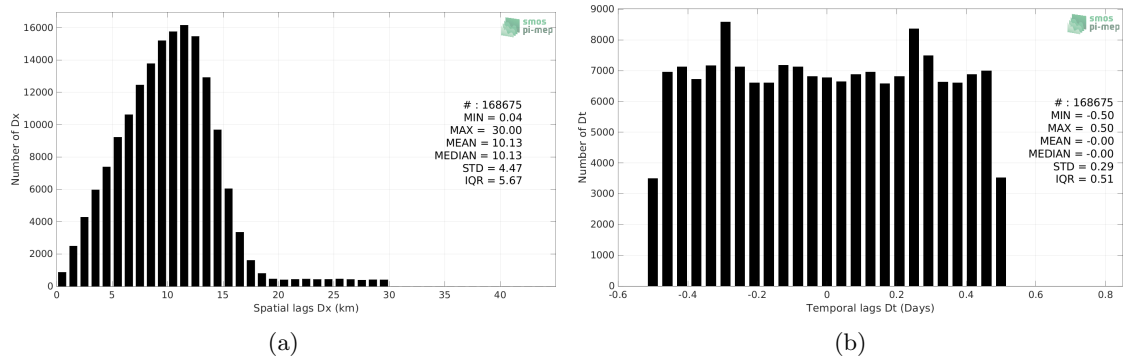 16000
14000
12000
10000
8000
6000
4000
2000
0
Number of Dx
0 5 10 15 20 25 30 35 40
Spatial lags Dx (km)
smos
pi-mep
# : 168675
MIN = 0.04
MAX = 30.00
MEAN = 10.13
MEDIAN = 10.13
STD = 4.47
IQR = 5.67
(a)
9000
8000
7000
6000
5000
4000
3000
2000
1000
0
Number of Dt
-0.6 -0.4 -0.2 0 0.2 0.4 0.6 0.8
Temporal lags Dt (Days)
smos
pi-mep
# : 168675
MIN = -0.50
MAX = 0.50
MEAN = -0.00
MEDIAN = -0.00
STD = 0.29
IQR = 0.51
(b)